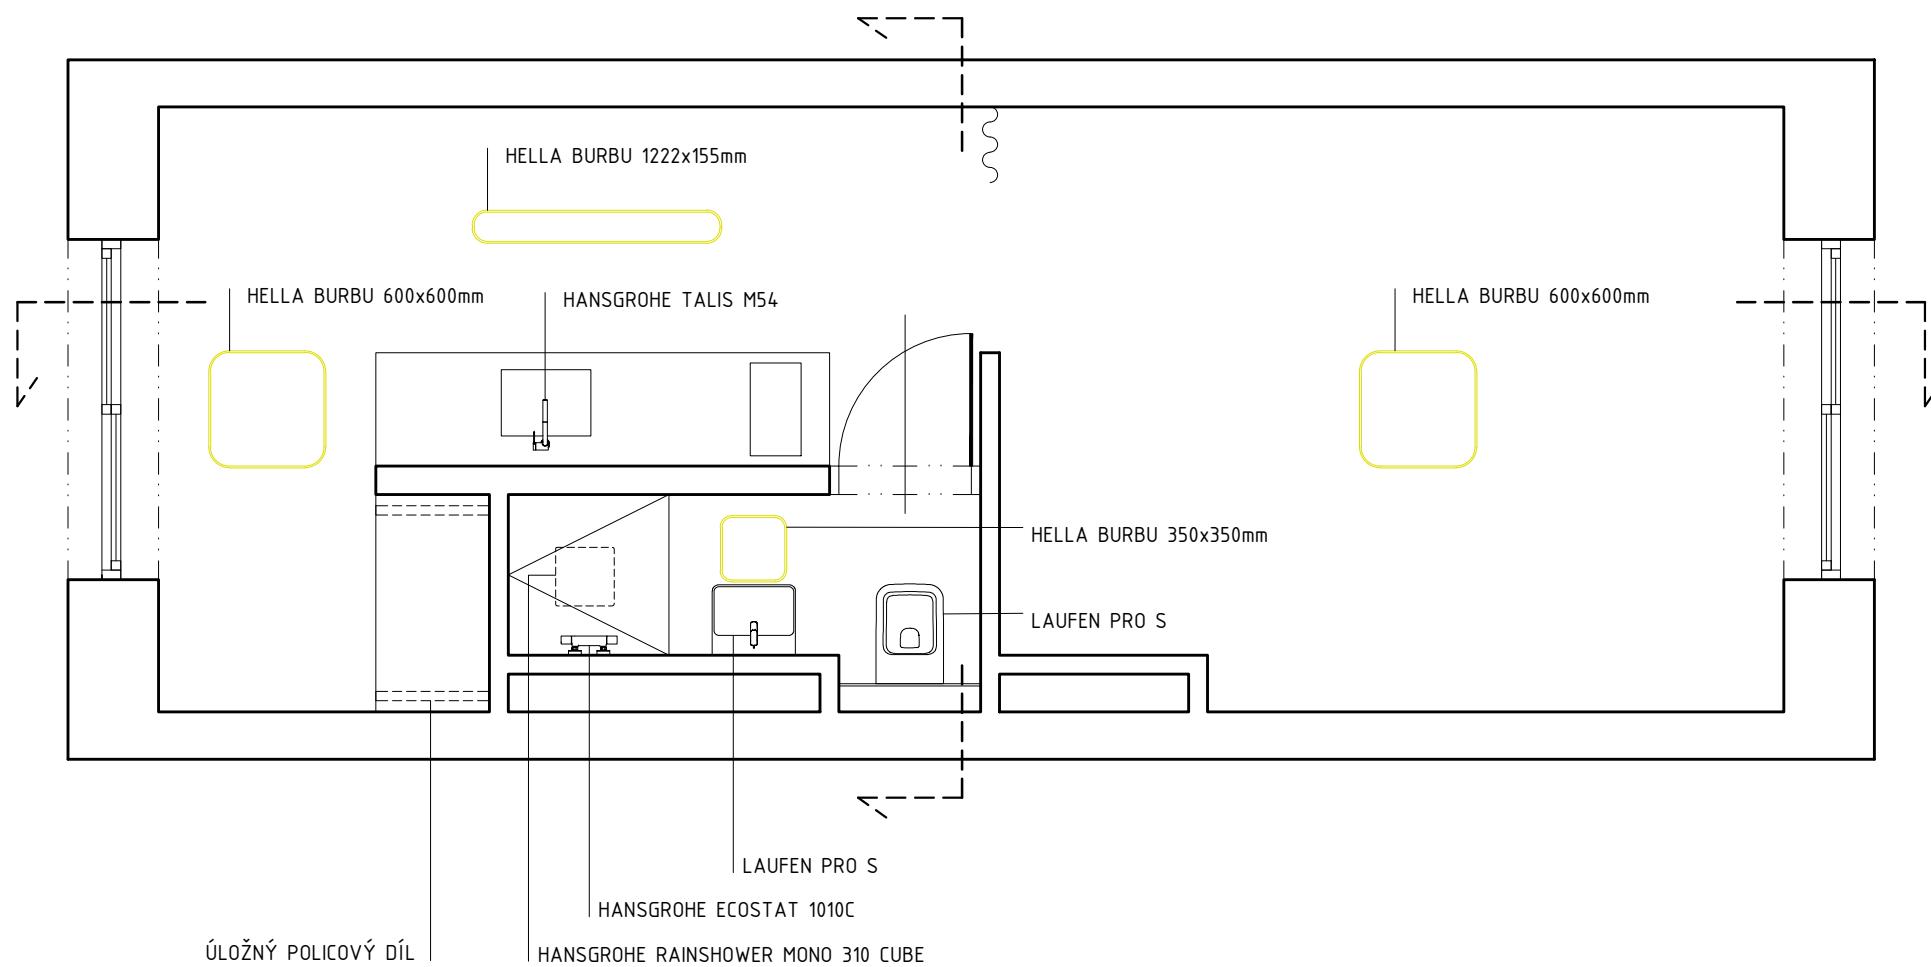 HELLA BURBU 1222x155mm
HELLA BURBU 600x600mm
HANSGROHE TALIS M54
HELLA BURBU 600x600mm
HELLA BURBU 350x350mm
LAUFEN PRO S
LAUFEN PRO S
HANSGROHE ECOSTAT 1010C
ÚLOŽNÝ POLICOVÝ DÍL
HANSGROHE RAINSHOWER MONO 310 CUBE